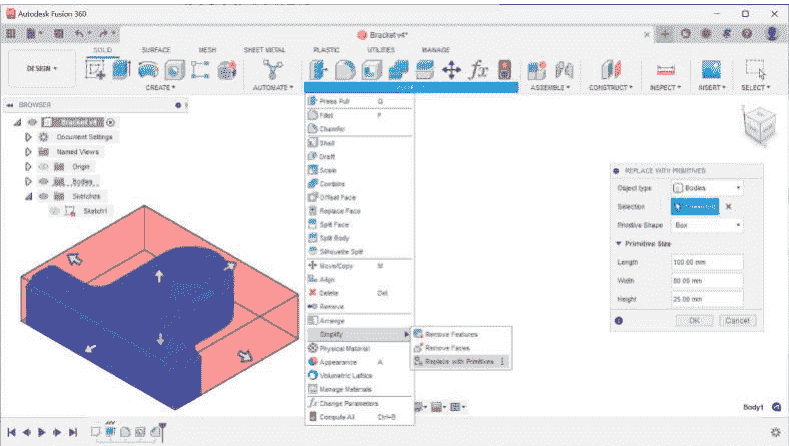 Autodesk Fusion 360
Bracket v4*
SOLID SURFACE MESH SHEET METAL PLASTIC UTILITIES MANAGE
DESIGN
CREATE AUTOMATE ASSEMBLE CONSTRUCT INSPECT INSERT SELECT
BROWSER
Bracket v4
Document Settings
Named Views
Origin
Bodies
Sketches
Sketch1
Press Pull Q
Fillet F
Chamfer
Shell
Draft
Scale
Combine
Offset Face
Replace Face
Split Face
Split Body
Silhouette Split
Move/Copy M
Align
Delete Del
Remove
Arrange
Simplify
Physical Material
Appearance A
Volumetric Lattice
Manage Materials
Change Parameters
Compute All Ctrl+B
Remove Features
Remove Faces
Replace with Primitives
REPLACE WITH PRIMITIVES
Object type Bodies
Selection
Primitive Shape Box
Primitive Size
Length 100.00 mm
Width 80.00 mm
Height 25.00 mm
OK Cancel
Body1